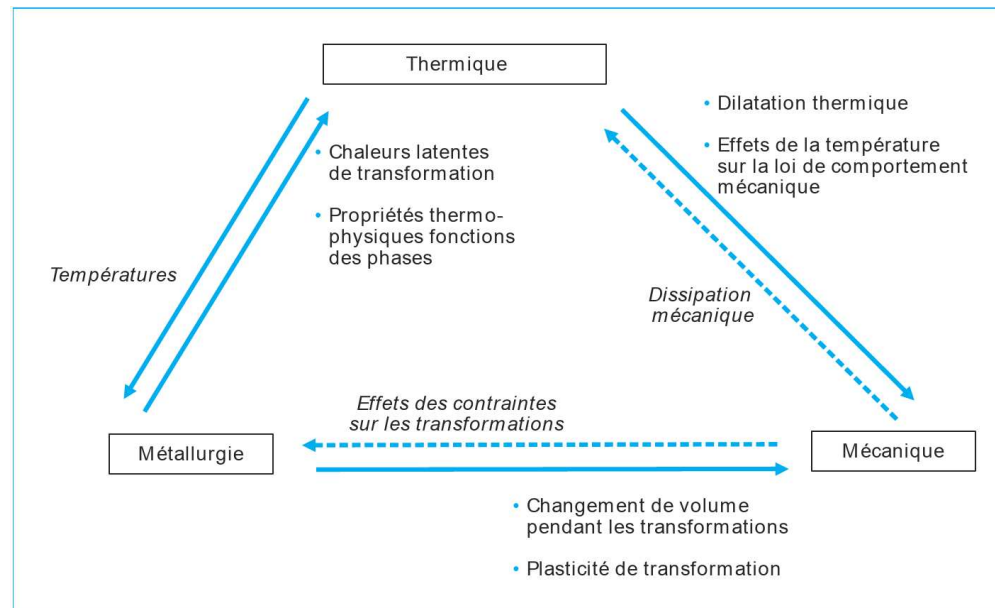 Thermique
• Dilatation thermique
• Effets de la température
sur la loi de comportement
mécanique
• Chaleurs latentes
de transformation
• Propriétés thermo-
physiques fonctions
des phases
Températures
Dissipation
mécanique
Effets des contraintes
sur les transformations
Métallurgie
Mécanique
• Changement de volume
pendant les transformations
• Plasticité de transformation